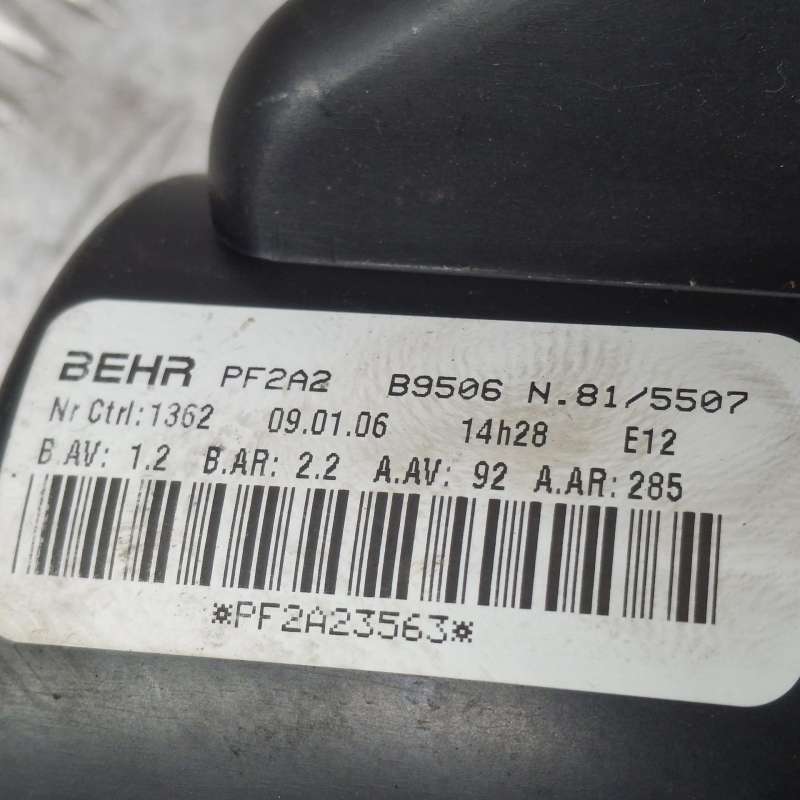 BEHR PF2A2 B9506 N.81/5507
Nr Ctrl:1362 09.01.06 14h28 E12
B.AV: 1.2 B.AR: 2.2 A.AV: 92 A.AR: 285
*PF2A23563*